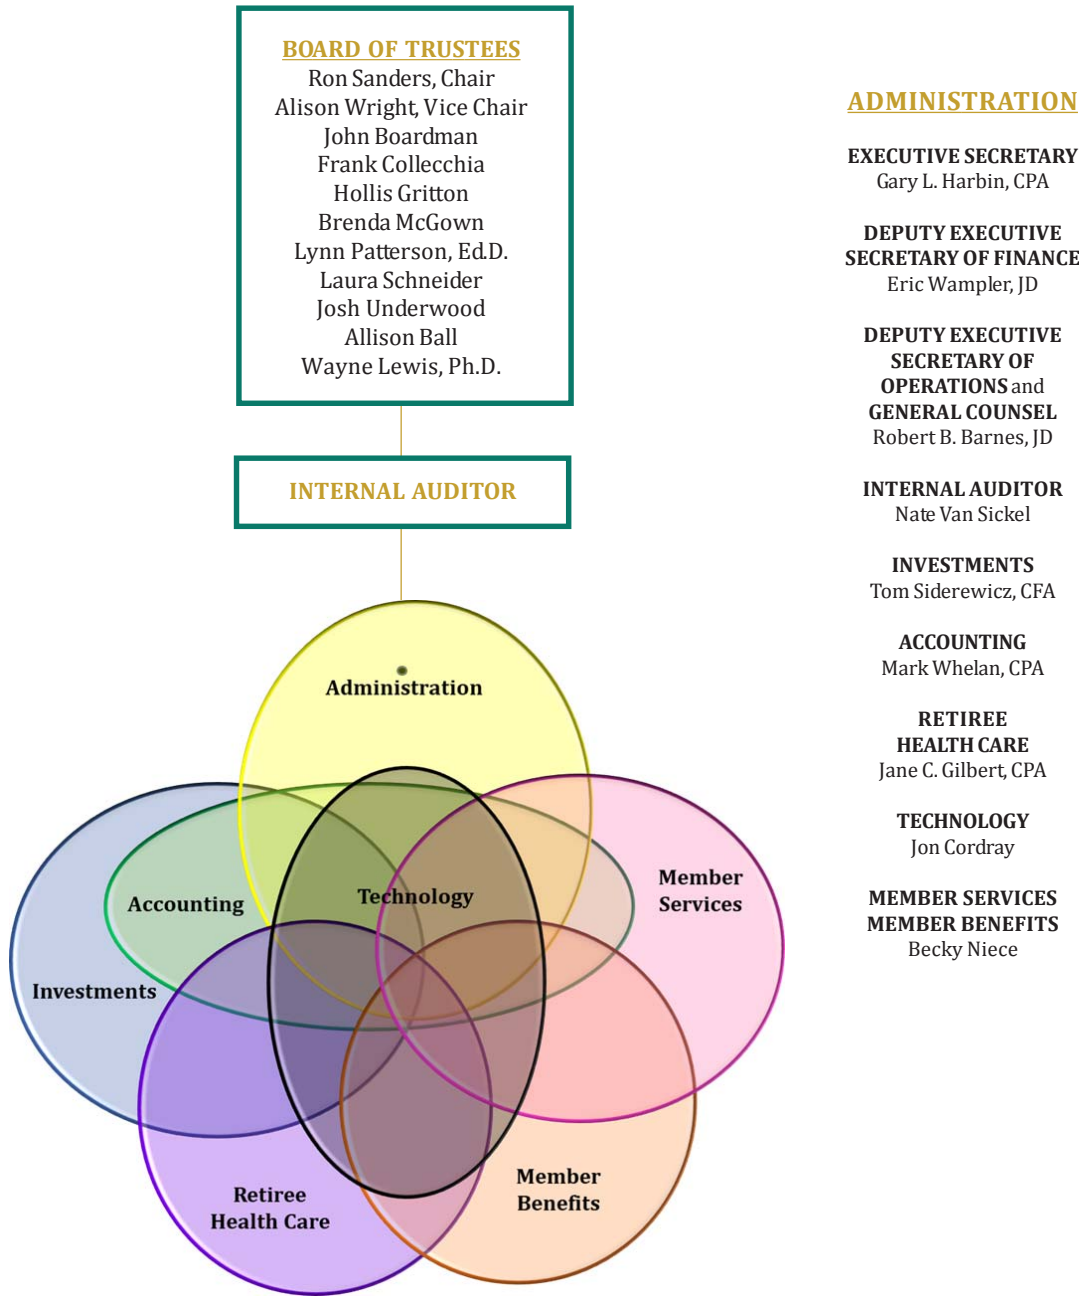 BOARD OF TRUSTEES
Ron Sanders, Chair
Alison Wright, Vice Chair
John Boardman
Frank Collecchia
Hollis Gritton
Brenda McGown
Lynn Patterson, Ed.D.
Laura Schneider
Josh Underwood
Allison Ball
Wayne Lewis, Ph.D.
INTERNAL AUDITOR
Administration
Accounting
Technology
Member
Services
Investments
Retiree
Health Care
Member
Benefits
ADMINISTRATION
EXECUTIVE SECRETARY
Gary L. Harbin, CPA
DEPUTY EXECUTIVE
SECRETARY OF FINANCE
Eric Wampler, JD
DEPUTY EXECUTIVE
SECRETARY OF
OPERATIONS and
GENERAL COUNSEL
Robert B. Barnes, JD
INTERNAL AUDITOR
Nate Van Sickel
INVESTMENTS
Tom Siderewicz, CFA
ACCOUNTING
Mark Whelan, CPA
RETIREE
HEALTH CARE
Jane C. Gilbert, CPA
TECHNOLOGY
Jon Cordray
MEMBER SERVICES
MEMBER BENEFITS
Becky Niece